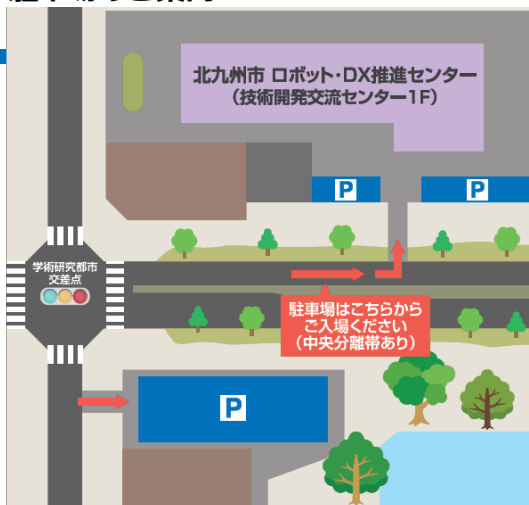 北九州市 ロボット・DX推進センター
（技術開発交流センター1F）
P
P
学術研究都市
交差点
駐車場はこちらから
ご入場ください
（中央分離帯あり）
P